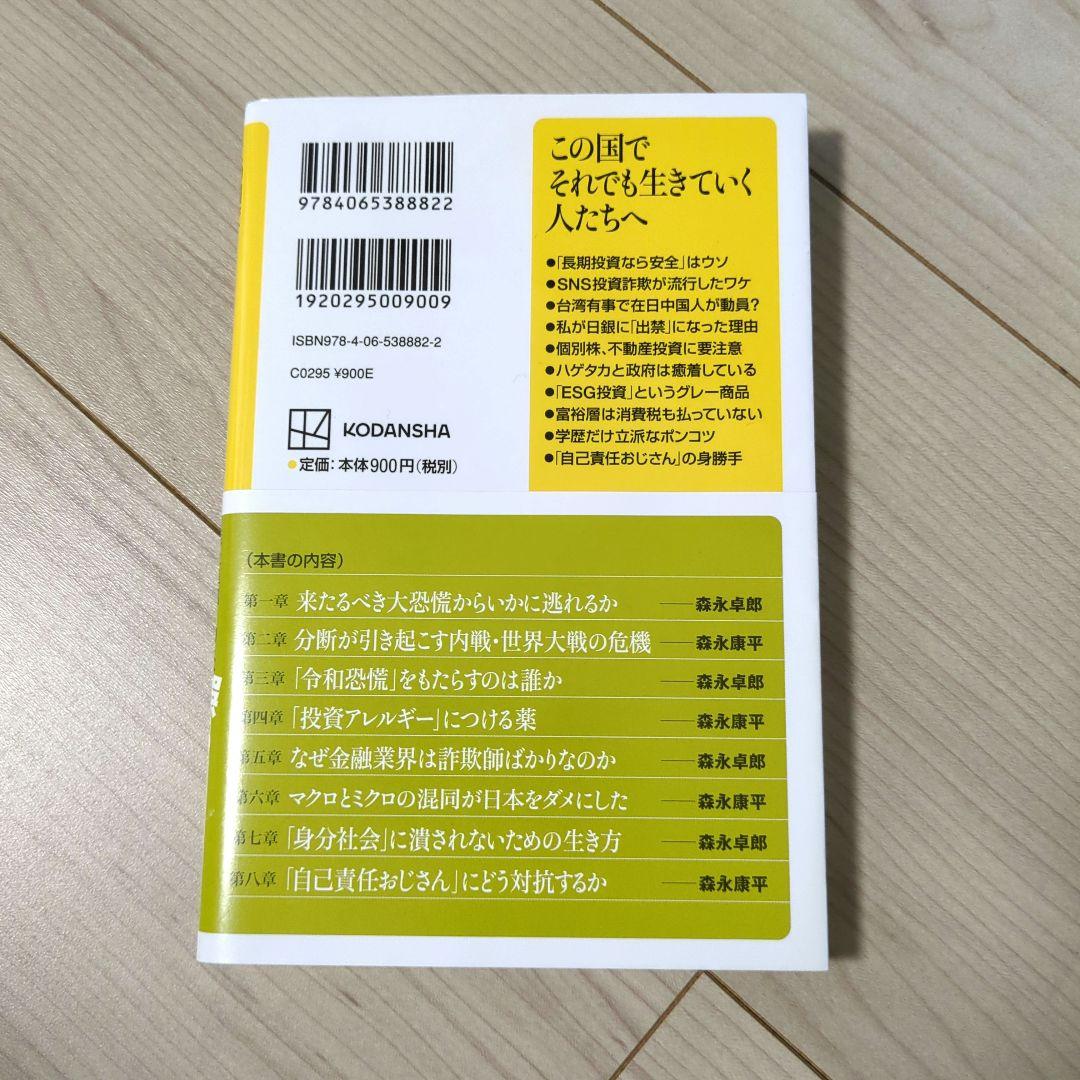 9784065388822
1920295009009
ISBN978-4-06-538882-2
C0295 ¥900E
KODANSHA
●定価:本体900円(税別)
この国で
それでも生きていく
人たちへ
●「長期投資なら安全」はウソ
●SNS投資詐欺が流行したワケ
●台湾有事で在日中国人が動員?
●私が日銀に「出禁」になった理由
●個別株、不動産投資に要注意
●ハゲタカと政府は癒着している
●「ESG投資」というグレー商品
●富裕層は消費税も払っていない
●学歴だけ立派なポンコツ
●「自己責任おじさん」の身勝手
(本書の内容)
第一章 来たるべき大恐慌からいかに逃れるか ——森永卓郎
第二章 分断が引き起こす内戦・世界大戦の危機 ——森永康平
第三章 「令和恐慌」をもたらすのは誰か ——森永卓郎
第四章 「投資アレルギー」につける薬 ——森永康平
第五章 なぜ金融業界は詐欺師ばかりなのか ——森永卓郎
第六章 マクロとミクロの混同が日本をダメにした ——森永康平
第七章 「身分社会」に潰されないための生き方 ——森永卓郎
第八章 「自己責任おじさん」にどう対抗するか ——森永康平